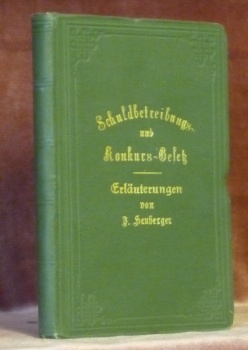 Schuldbetreibungs-
und
Konkurs-Gesetz
Erläuterungen
von
J. Heuberger